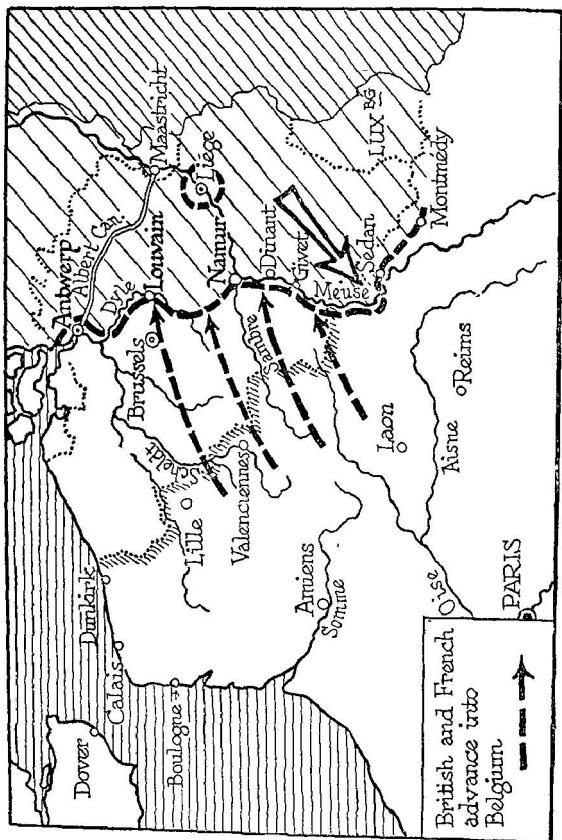 Dover
Calais
Dunkirk
Boulogne
Antwerp
Albert Can.
Maastricht
Dyle
Louvain
Brussels
Liége
Scheldt
Lille
Valenciennes
Namur
Sambre
Dinant
Givet
Meuse
Sedan
LUX BG
Montmedy
Amiens
Somme
Laon
Oise
Aisne
Reims
PARIS
British and French
advance into
Belgium